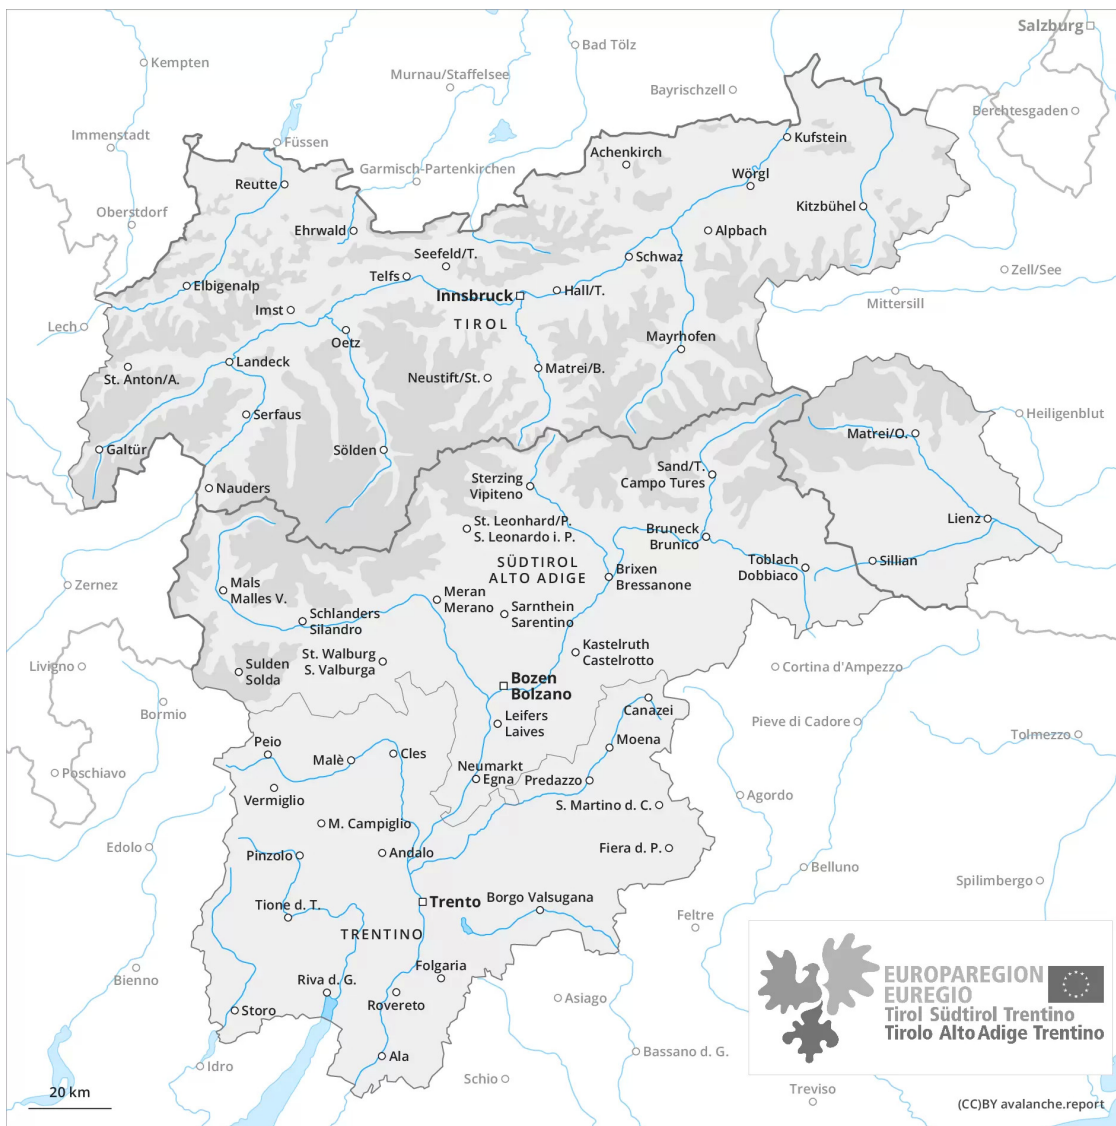 Salzburg
Bad Tölz
Kempten
Murnau/Staffelsee
Bayrischzell
Berchtesgaden
Immenstadt
Füssen
Kufstein
Achenkirch
Garmisch-Partenkirchen
Wörgl
Reutte
Kitzbühel
Oberstdorf
Ehrwald
Alpbach
Seefeld/T.
Schwaz
Telfs
Zell/See
Elbigenalp
Hall/T.
Innsbruck
Mittersill
Imst
TIROL
Lech
Oetz
Mayrhofen
Landeck
Matrei/B.
St. Anton/A.
Neustift/St.
Serfaus
Heiligenblut
Matrei/O.
Galtür
Sölden
Sand/T.
Campo Tures
Sterzing
Vipiteno
Nauders
Lienz
St. Leonhard/P.
S. Leonardo i. P.
Bruneck
Brunico
SÜDTIROL
ALTO ADIGE
Toblach
Dobbiaco
Sillian
Brixen
Bressanone
Zernez
Mals
Malles V.
Meran
Merano
Sarnthein
Sarentino
Schlanders
Silandro
Kastelruth
Castelrotto
St. Walburg
S. Valburga
Livigno
Sulden
Solda
Cortina d'Ampezzo
Bozen
Bolzano
Bormio
Canazei
Leifers
Laives
Pieve di Cadore
Tolmezzo
Peio
Moena
Cles
Malè
Neumarkt
Egna
Predazzo
Poschiavo
Vermiglio
Agordo
S. Martino d. C.
M. Campiglio
Edolo
Pinzolo
Andalo
Fiera d. P.
Belluno
Spilimbergo
Tione d. T.
Trento
Borgo Valsugana
Feltre
TRENTINO
Folgaria
Bienno
Riva d. G.
Rovereto
Asiago
Storo
EUROPAREGION
EUREGIO
Tirol Südtirol Trentino
Tirolo Alto Adige Trentino
Ala
Bassano d. G.
Idro
Schio
Treviso
20 km
(CC)BY avalanche.report